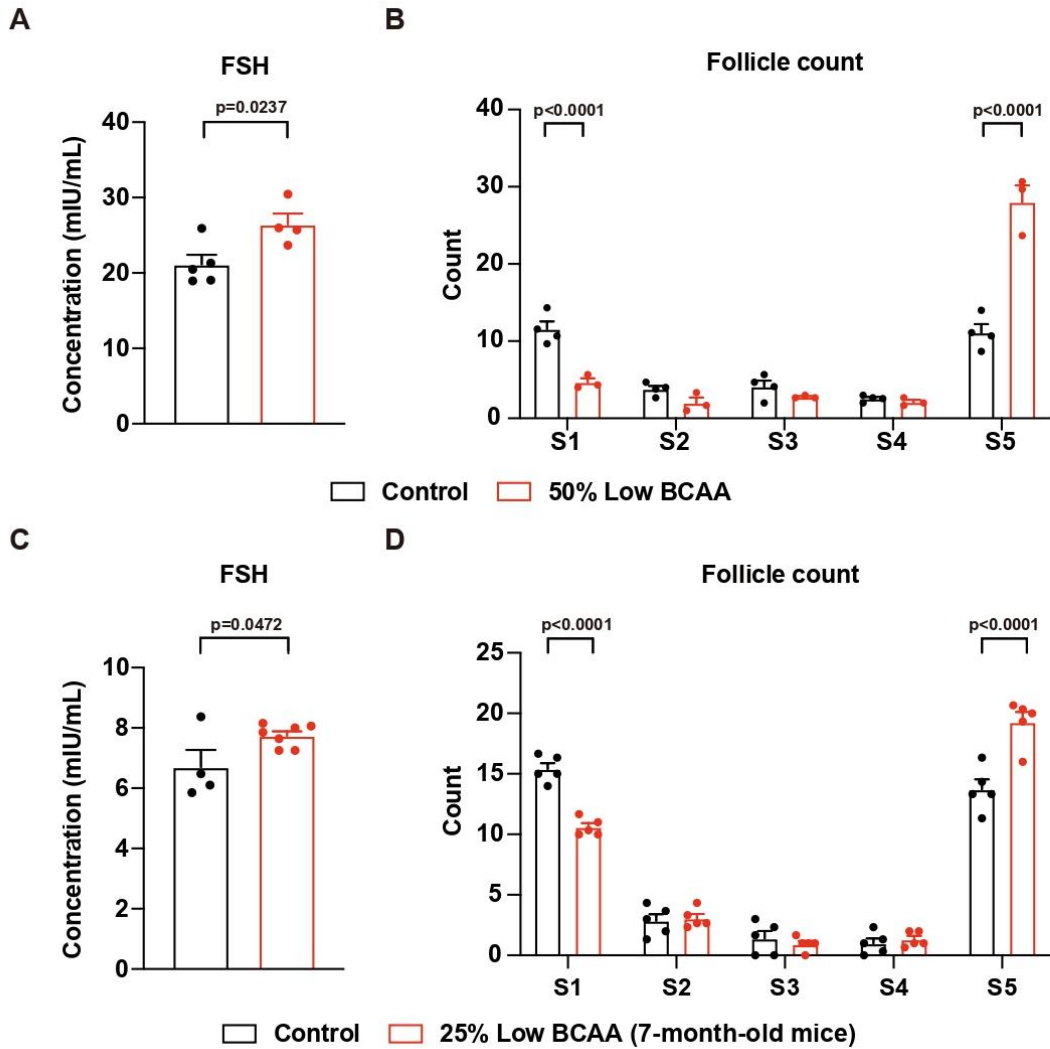 A
B
FSH
Follicle count
p=0.0237
p<0.0001
p<0.0001
Concentration (mIU/mL)
40
30
20
10
0
Count
40
30
20
10
0
S1
S2
S3
S4
S5
Control
50% Low BCAA
C
D
FSH
Follicle count
p=0.0472
p<0.0001
p<0.0001
Concentration (mIU/mL)
10
8
6
4
2
0
Count
25
20
15
10
5
0
S1
S2
S3
S4
S5
Control
25% Low BCAA (7-month-old mice)